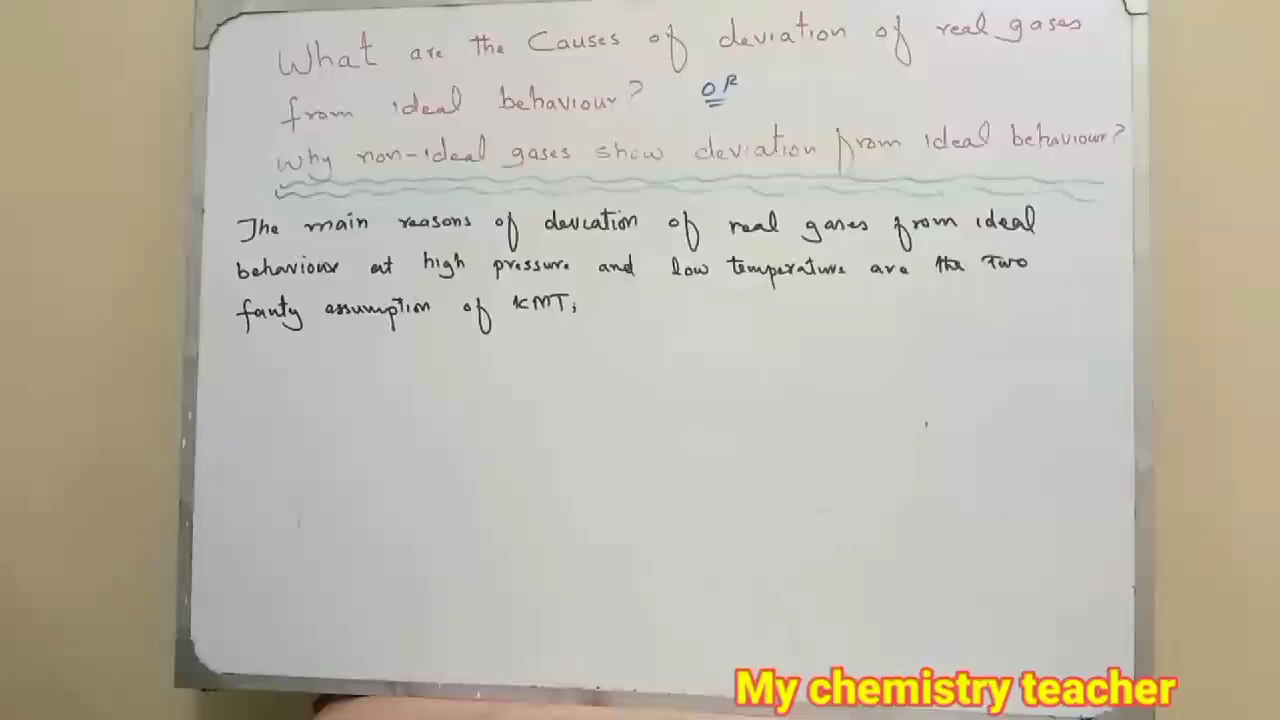 What are the Causes of deviation of real gases
from ideal behaviour? OR
Why non-ideal gases show deviation from ideal behaviour?
The main reasons of deviation of real gases from ideal
behaviour at high pressure and low temperature are the two
fauty assumption of KMT;
My chemistry teacher